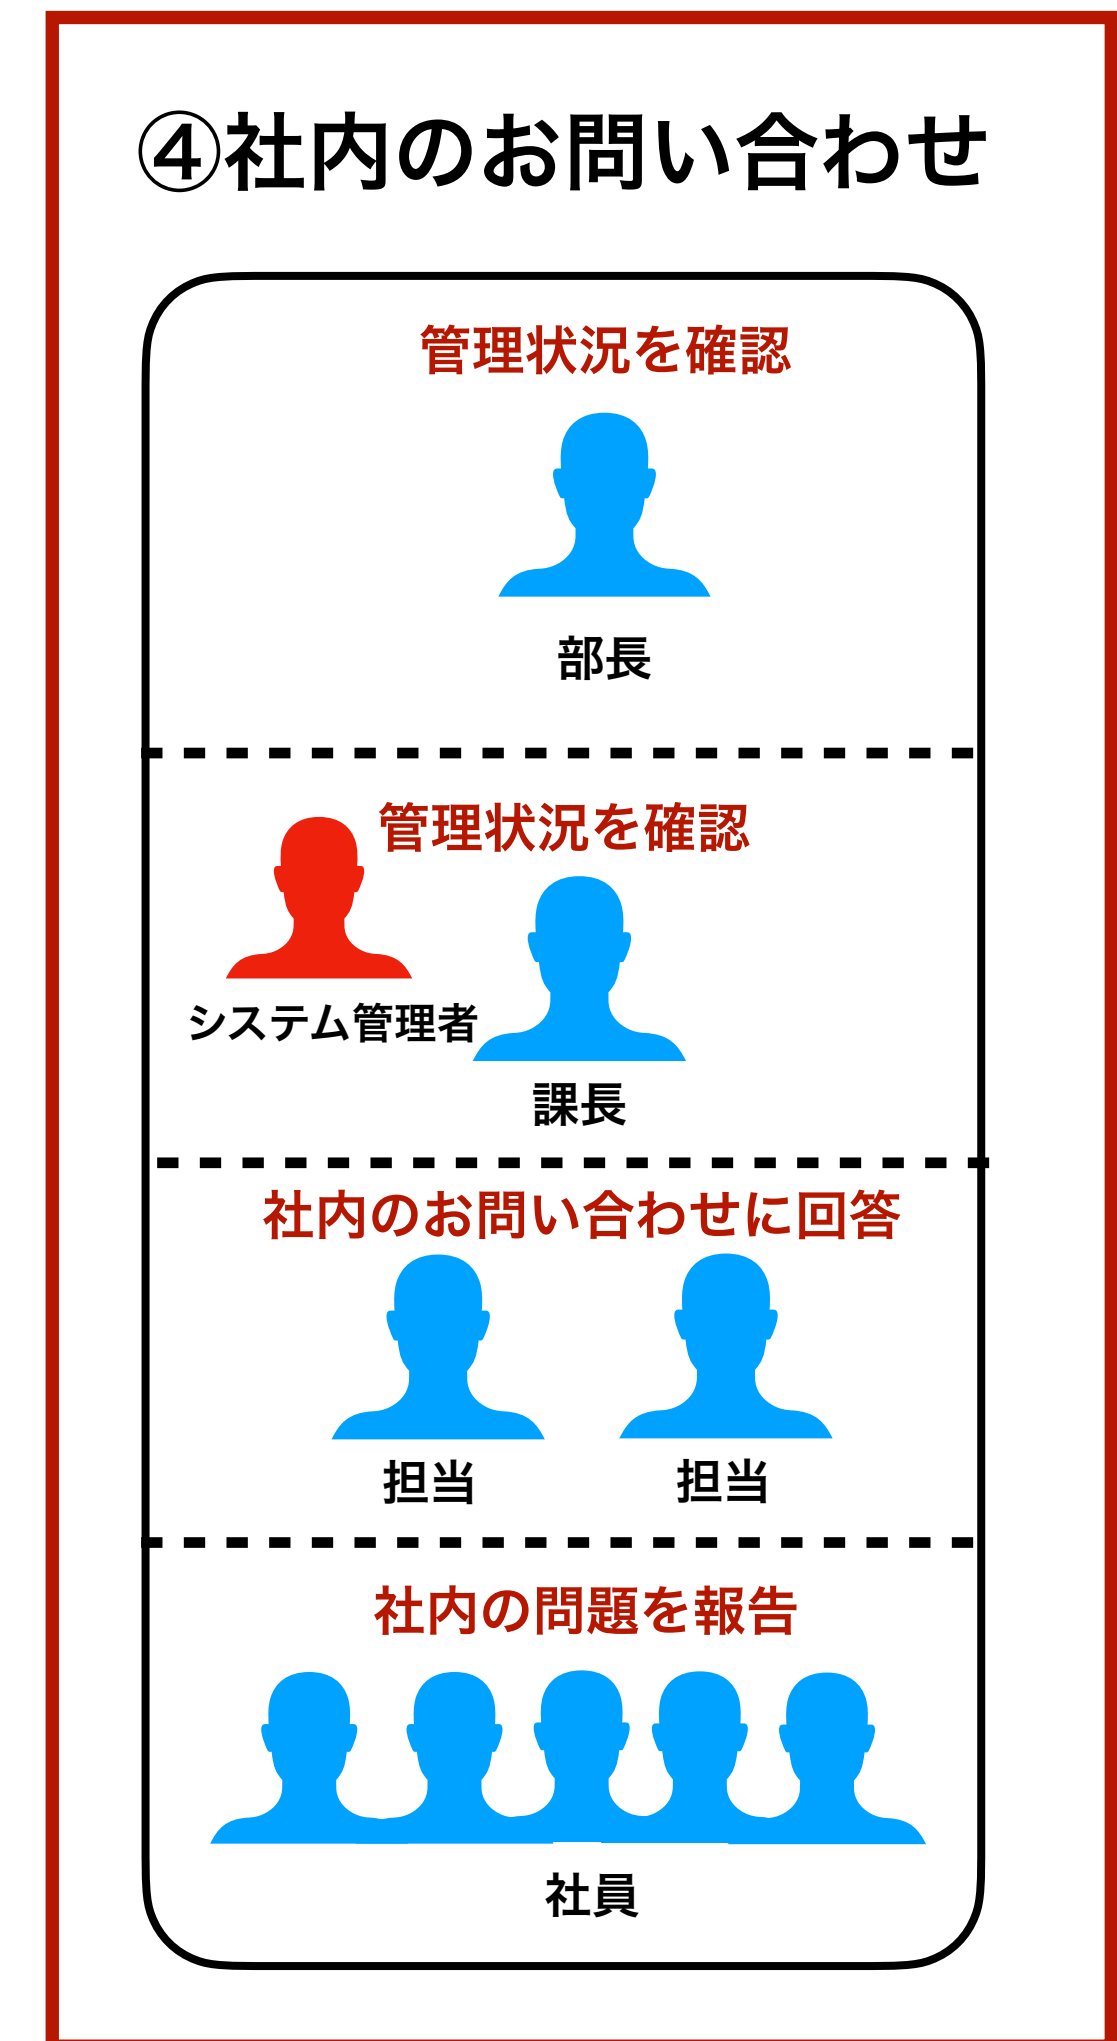 ④社内のお問い合わせ
管理状況を確認
部長
管理状況を確認
システム管理者
課長
社内のお問い合わせに回答
担当
担当
社内の問題を報告
社員